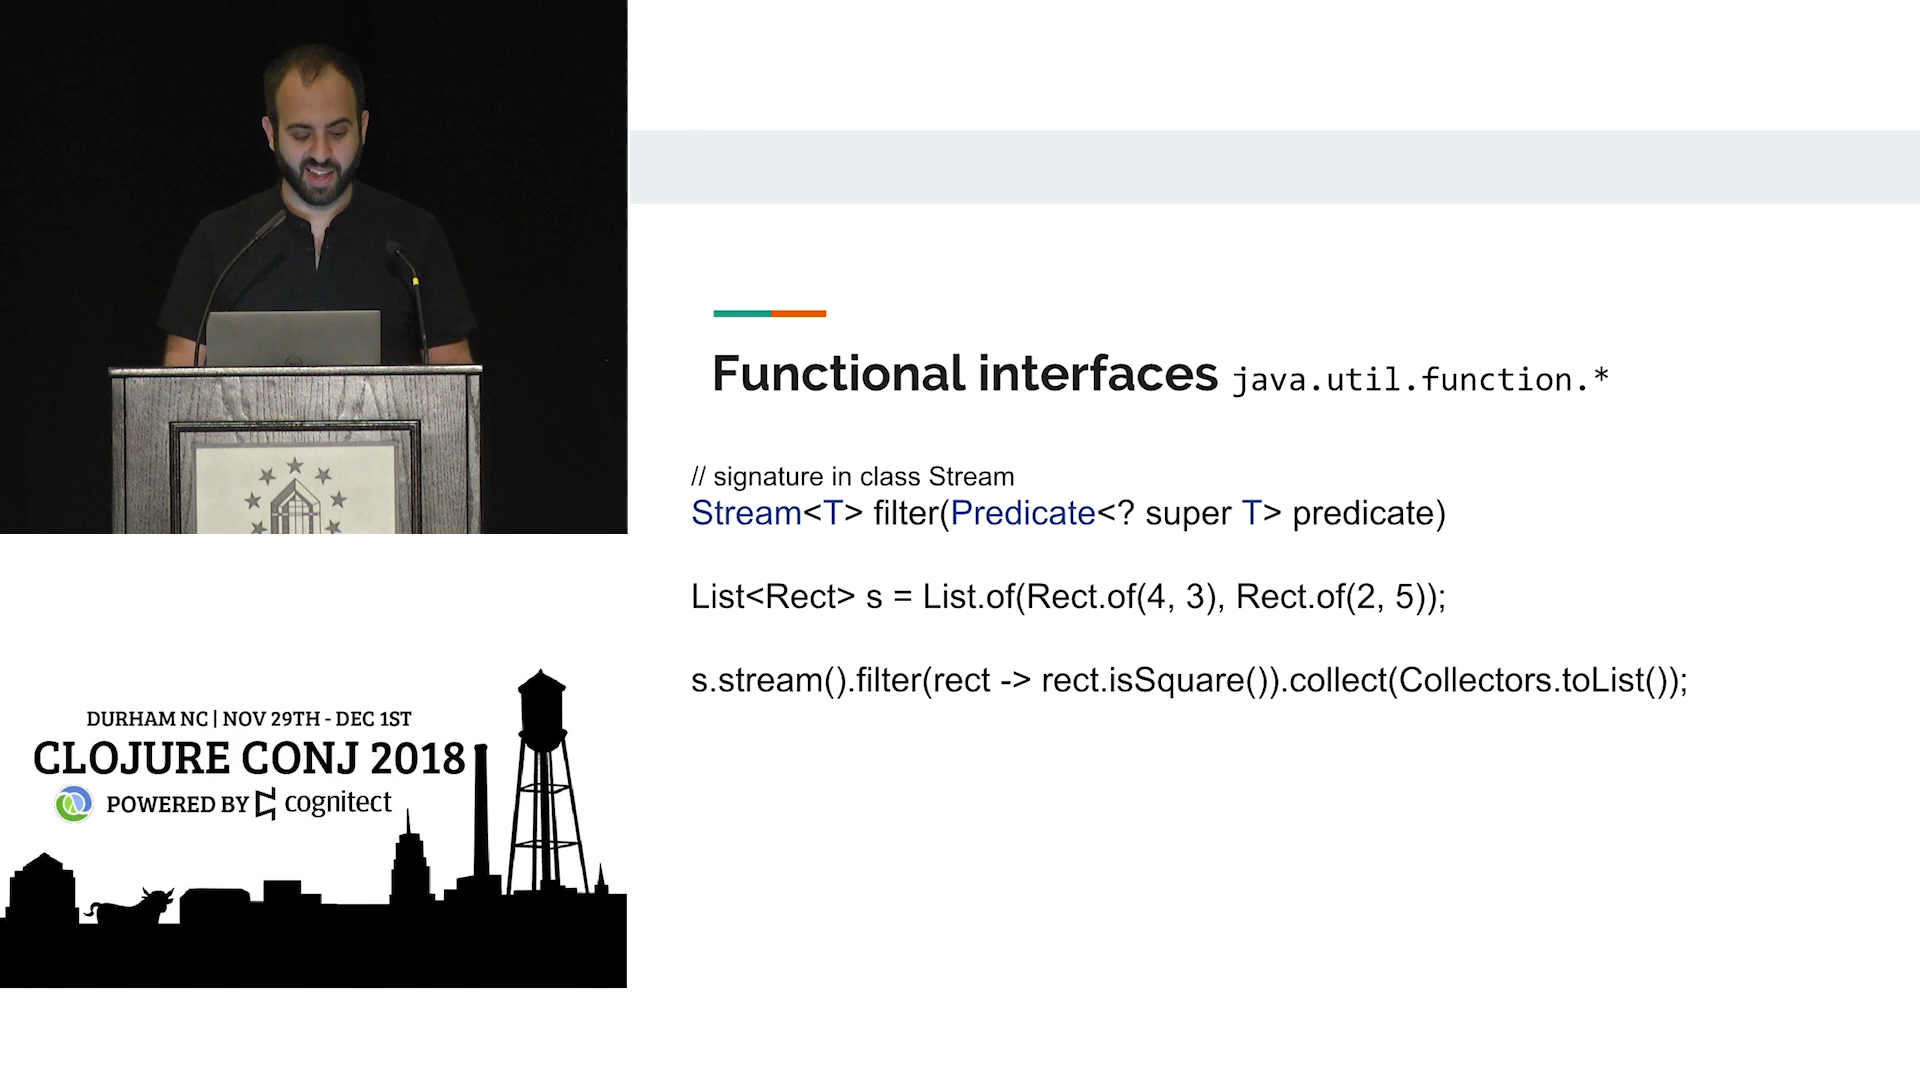 Functional interfaces java.util.function.*
// signature in class Stream
Stream<T> filter(Predicate<? super T> predicate)
List<Rect> s = List.of(Rect.of(4, 3), Rect.of(2, 5));
s.stream().filter(rect -> rect.isSquare()).collect(Collectors.toList());
DURHAM NC | NOV 29TH - DEC 1ST
CLOJURE CONJ 2018
POWERED BY cognitect